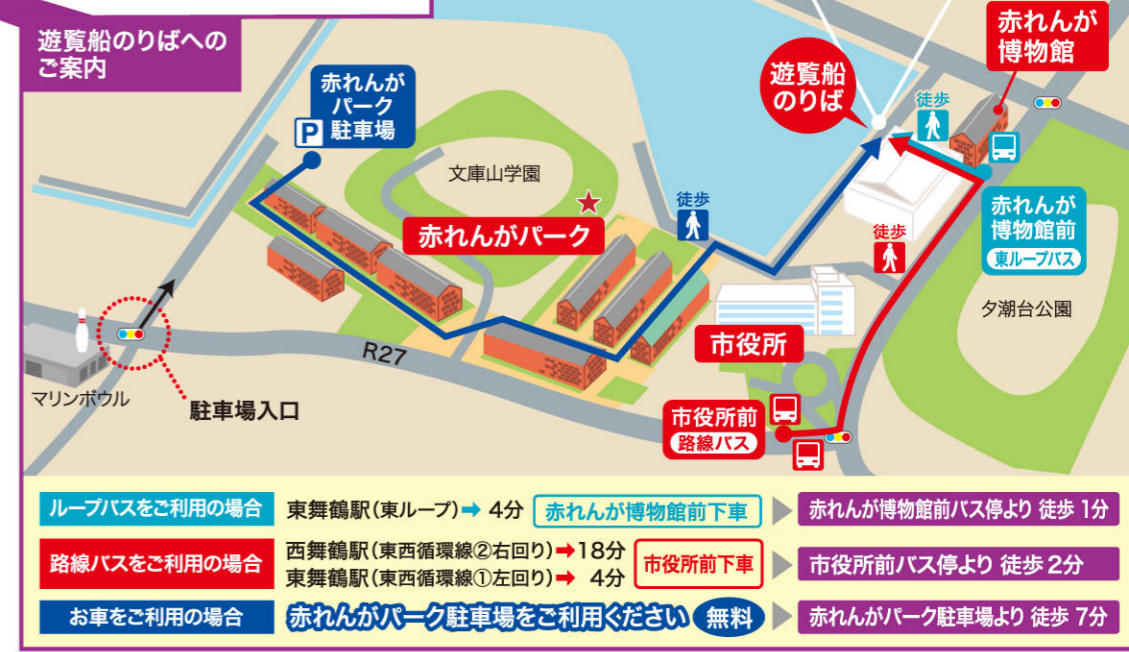 遊覧船のりばへの
ご案内
赤れんが
パーク
P 駐車場
文庫山学園
赤れんがパーク
徒歩
遊覧船
のりば
徒歩
赤れんが
博物館
赤れんが
博物館前
東ループバス
徒歩
夕潮台公園
市役所
R27
マリンボウル
駐車場入口
市役所前
路線バス
ループバスをご利用の場合 東舞鶴駅(東ループ)➡ 4分 赤れんが博物館前下車 ▶ 赤れんが博物館前バス停より 徒歩 1分
路線バスをご利用の場合 西舞鶴駅(東西循環線②右回り)➡18分 市役所前下車 ▶ 市役所前バス停より 徒歩 2分
東舞鶴駅(東西循環線①左回り)➡ 4分
お車をご利用の場合 赤れんがパーク駐車場をご利用ください 無料 ▶ 赤れんがパーク駐車場より 徒歩 7分